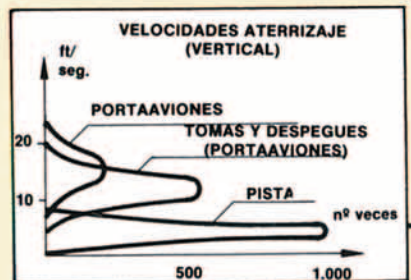 VELOCIDADES ATERRIZAJE
(VERTICAL)
ft/
seg.
PORTAAVIONES
TOMAS Y DESPEGUES
(PORTAAVIONES)
20
PISTA
10
nº veces
500
1.000